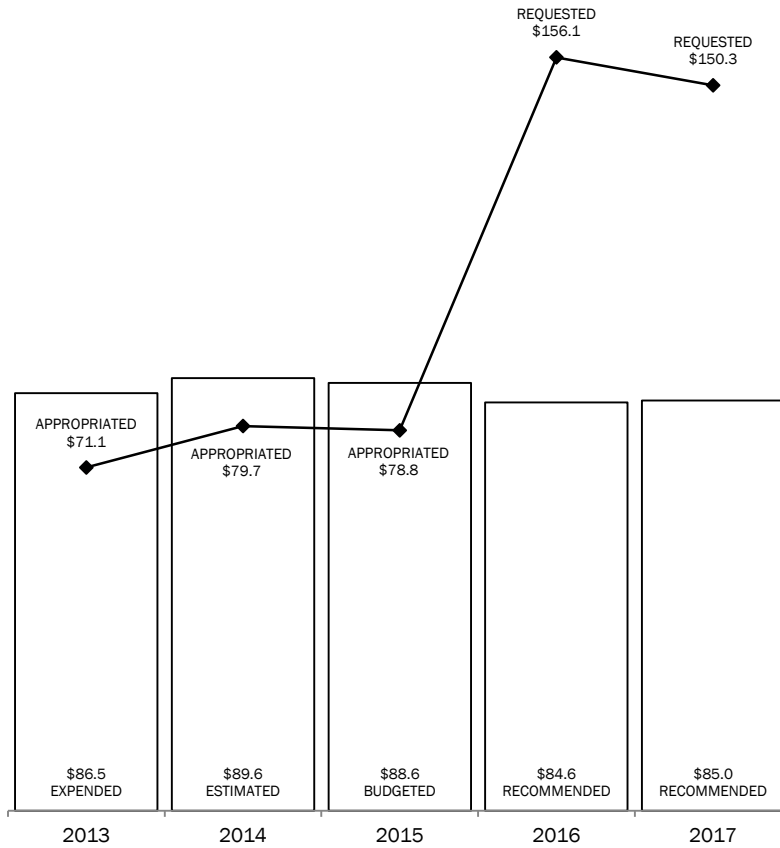 REQUESTED
$156.1
REQUESTED
$150.3
APPROPRIATED
$71.1
APPROPRIATED
$79.7
APPROPRIATED
$78.8
$86.5
EXPENDED
$89.6
ESTIMATED
$88.6
BUDGETED
$84.6
RECOMMENDED
$85.0
RECOMMENDED
2013
2014
2015
2016
2017